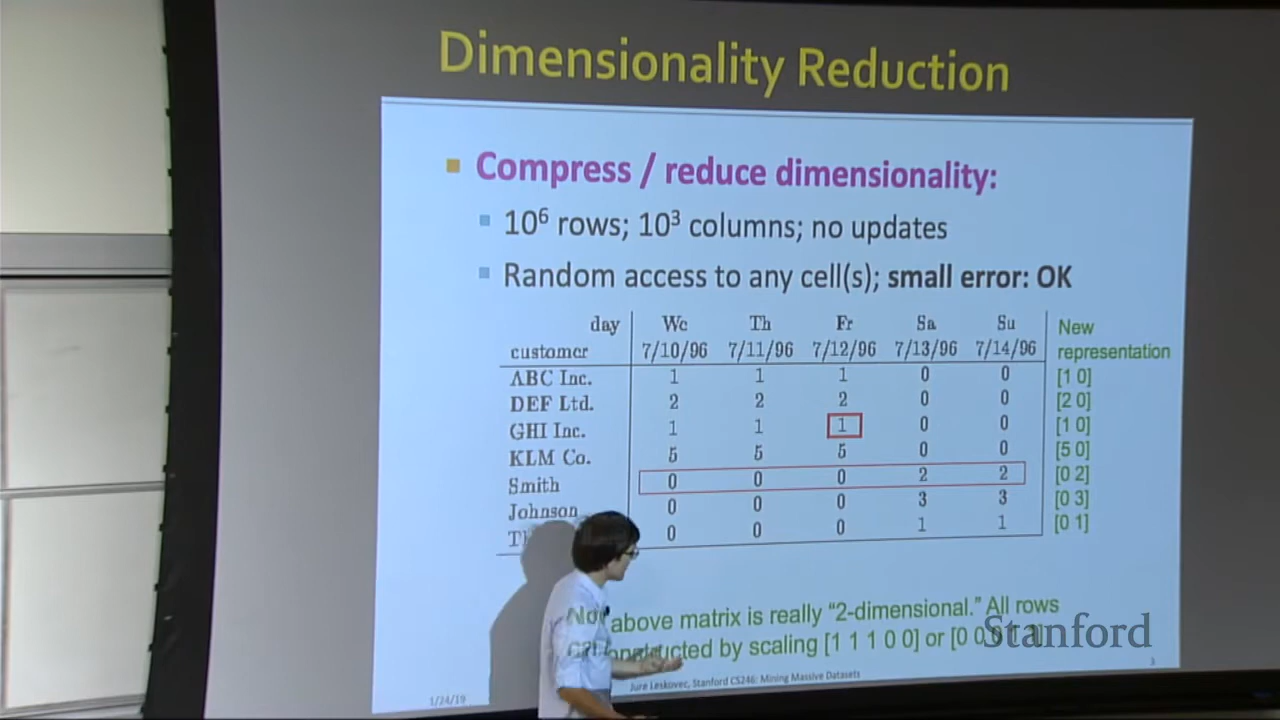 Dimensionality Reduction
Compress / reduce dimensionality:
10⁶ rows; 10³ columns; no updates
Random access to any cell(s); small error: OK
day We Th Fr Sa Su New
customer 7/10/96 7/11/96 7/12/96 7/13/96 7/14/96 representation
ABC Inc. 1 1 1 0 0 [1 0]
DEF Ltd. 2 2 2 0 0 [2 0]
GHI Inc. 1 1 1 0 0 [1 0]
KLM Co. 5 5 5 0 0 [5 0]
Smith 0 0 0 2 2 [0 2]
Johnson 0 0 0 3 3 [0 3]
0 0 0 1 1 [0 1]
above matrix is really "2-dimensional." All rows
by scaling [1 1 1 0 0] or [0 0
Stanford
Jure Leskovec, Stanford CS246: Mining Massive Datasets
3
1/24/19